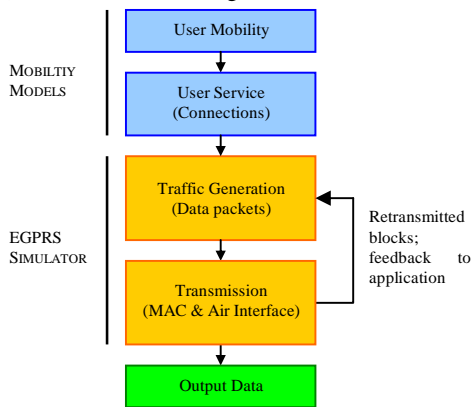 User Mobility
MOBILTIY
MODELS
User Service
(Connections)
Traffic Generation
(Data packets)
Retransmitted
blocks;
feedback to
application
EGPRS
SIMULATOR
Transmission
(MAC & Air Interface)
Output Data